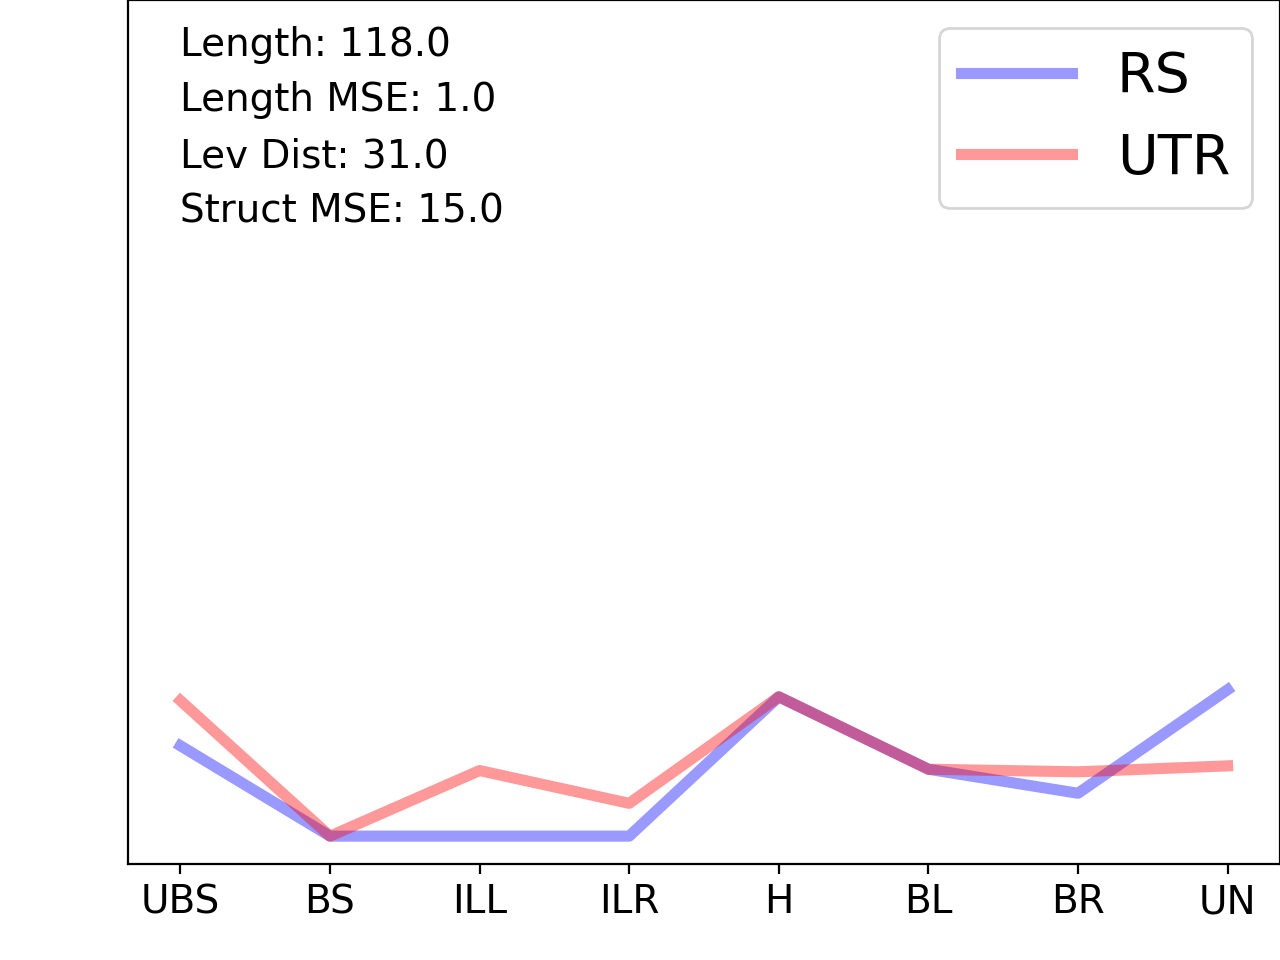 Length: 118.0
Length MSE: 1.0
Lev Dist: 31.0
Struct MSE: 15.0
RS
UTR
UBS BS ILL ILR H BL BR UN